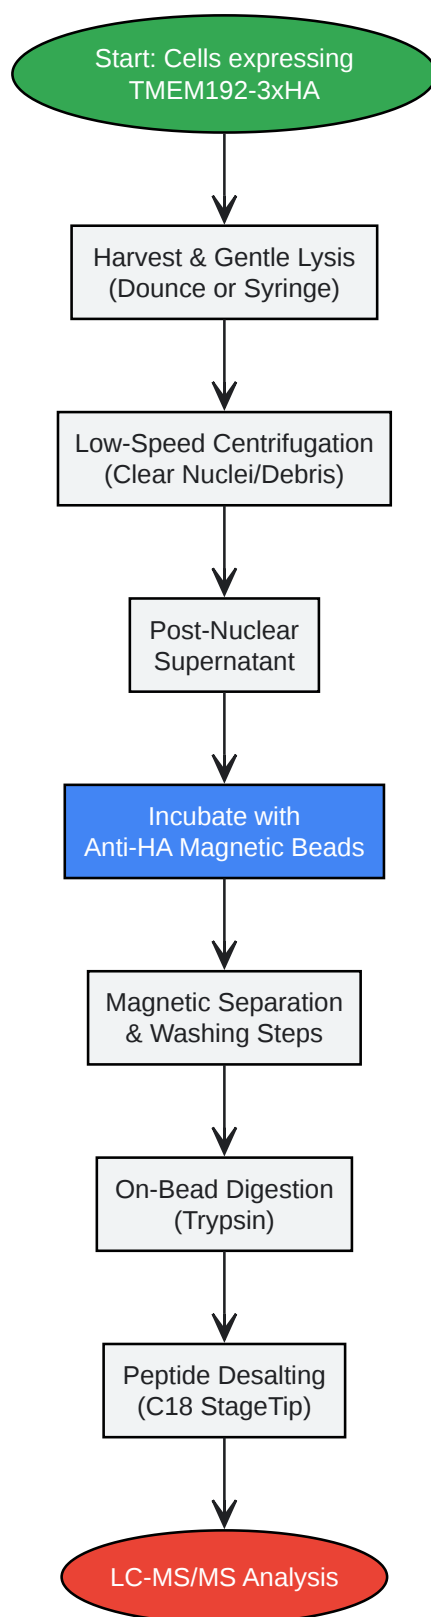 Start: Cells expressing
TMEM192-3xHA
Harvest & Gentle Lysis
(Dounce or Syringe)
Low-Speed Centrifugation
(Clear Nuclei/Debris)
Post-Nuclear
Supernatant
Incubate with
Anti-HA Magnetic Beads
Magnetic Separation
& Washing Steps
On-Bead Digestion
(Trypsin)
Peptide Desalting
(C18 StageTip)
LC-MS/MS Analysis